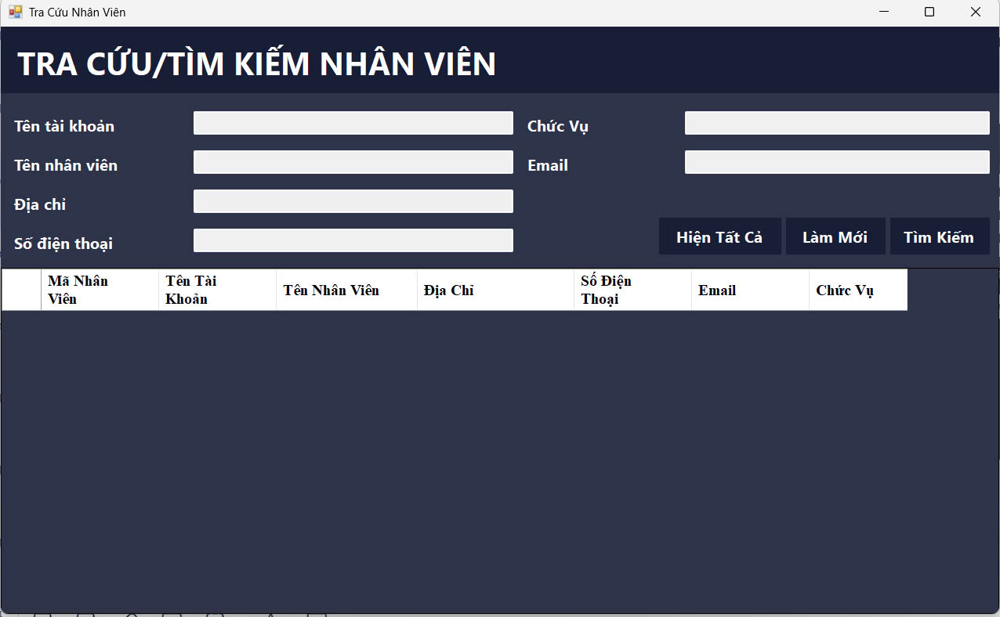 Tra Cứu Nhân Viên
TRA CỨU/TÌM KIẾM NHÂN VIÊN
Tên tài khoản
Chức Vụ
Tên nhân viên
Email
Địa chỉ
Số điện thoại
Hiện Tất Cả
Làm Mới
Tìm Kiếm
Mã Nhân
Viên
Tên Tài
Khoản
Tên Nhân Viên
Địa Chỉ
Số Điện
Thoại
Email
Chức Vụ